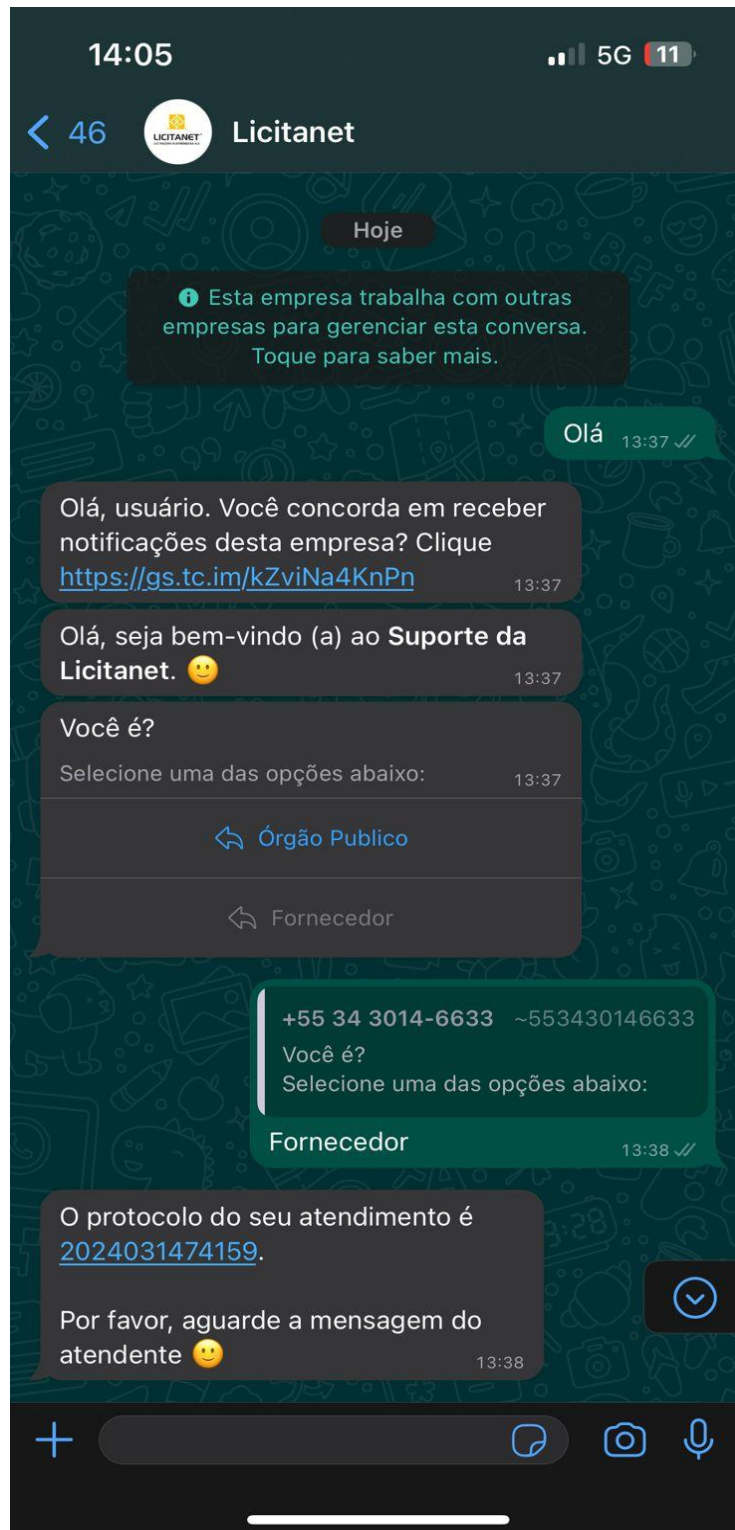 14:05
5G 11
46
LICITANET
Licitanet
Hoje
Esta empresa trabalha com outras
empresas para gerenciar esta conversa.
Toque para saber mais.
Olá 13:37
Olá, usuário. Você concorda em receber
notificações desta empresa? Clique
https://gs.tc.im/kZviNa4KnPn 13:37
Olá, seja bem-vindo (a) ao Suporte da
Licitanet. 🙂 13:37
Você é?
Selecione uma das opções abaixo: 13:37
Órgão Publico
Fornecedor
+55 34 3014-6633 ~553430146633
Você é?
Selecione uma das opções abaixo:
Fornecedor 13:38
O protocolo do seu atendimento é
2024031474159.
Por favor, aguarde a mensagem do
atendente 🙂 13:38